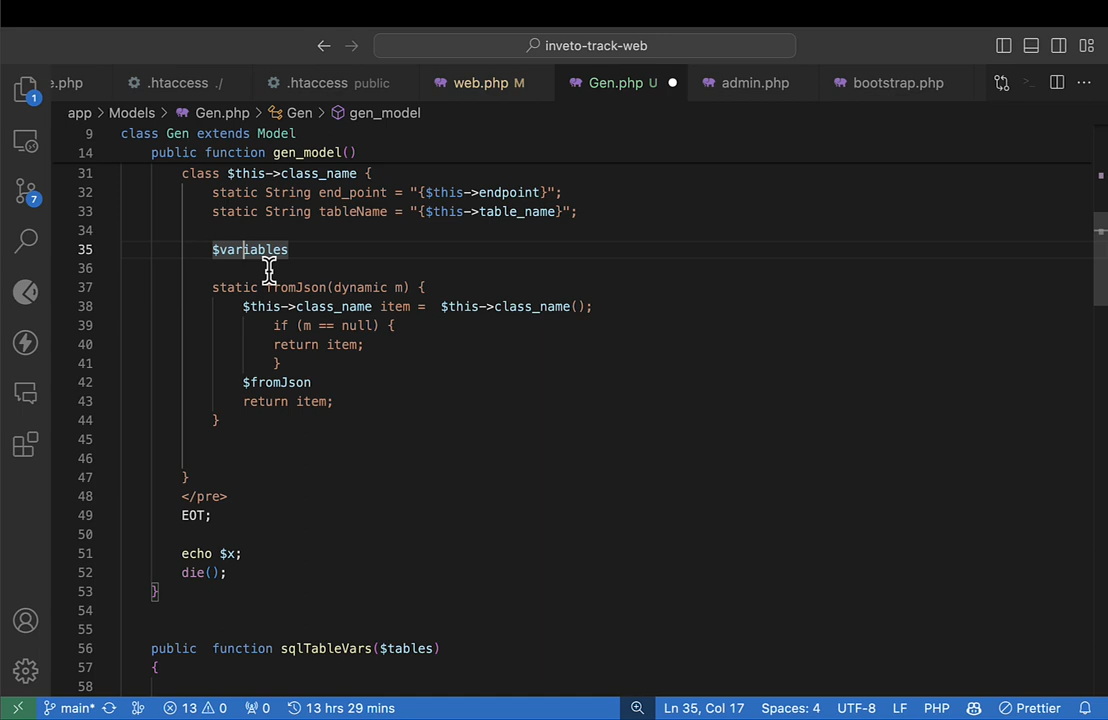 inveto-track-web
e.php
.htaccess ./
.htaccess public
web.php M
Gen.php U
admin.php
bootstrap.php
app > Models > Gen.php > Gen > gen_model
9 class Gen extends Model
14 public function gen_model()
31 class $this->class_name {
32 static String end_point = "{$this->endpoint}";
33 static String tableName = "{$this->table_name}";
34
35 $variables
36
37 static fromJson(dynamic m) {
38 $this->class_name item =  $this->class_name();
39 if (m == null) {
40 return item;
41 }
42 $fromJson
43 return item;
44 }
45
46
47 }
48 </pre>
49 EOT;
50
51 echo $x;
52 die();
53 }
54
55
56 public  function sqlTableVars($tables)
57 {
58
1
7
main*
13 0
0
13 hrs 29 mins
Ln 35, Col 17
Spaces: 4
UTF-8
LF
PHP
Prettier